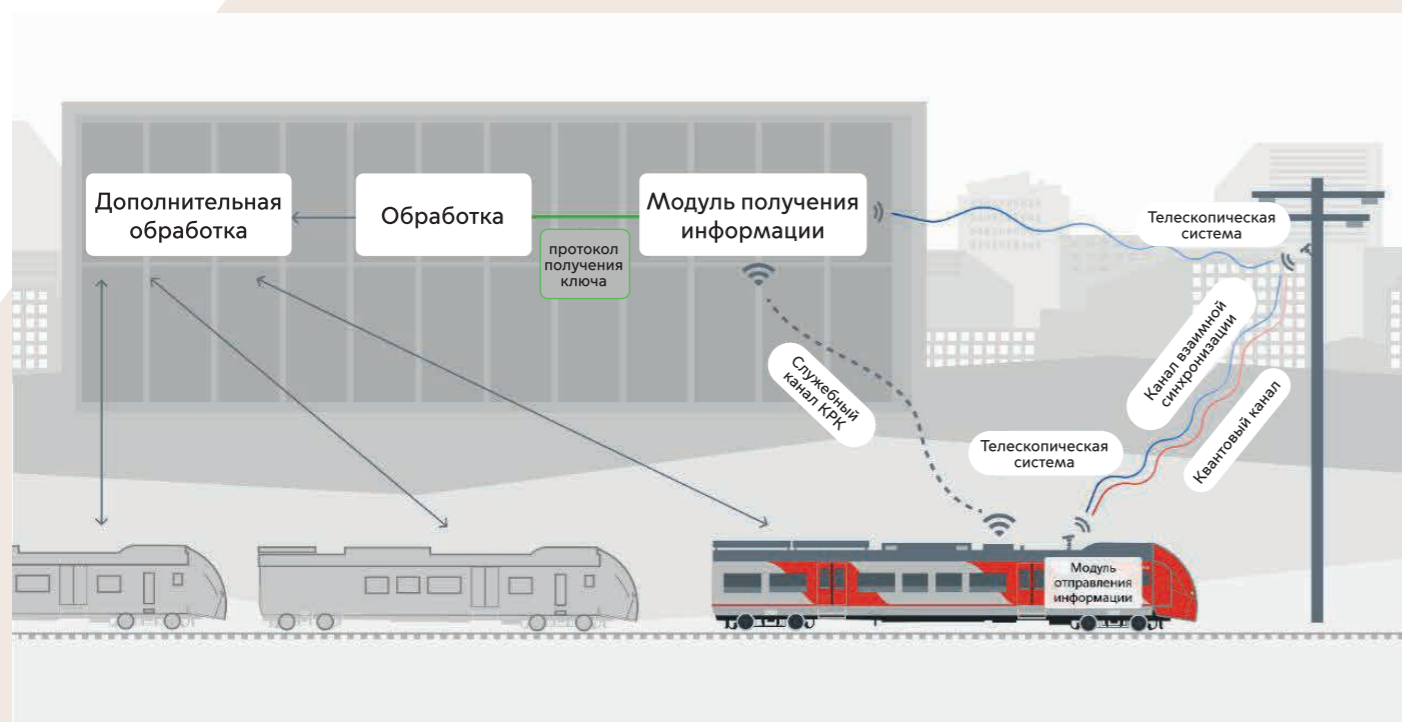 Дополнительная
обработка
Обработка
Модуль получения
информации
протокол
получения
ключа
Телескопическая
система
Канал взаимной
синхронизации
Квантовый канал
Служебный
канал КРК
Телескопическая
система
Модуль
отправления
информации